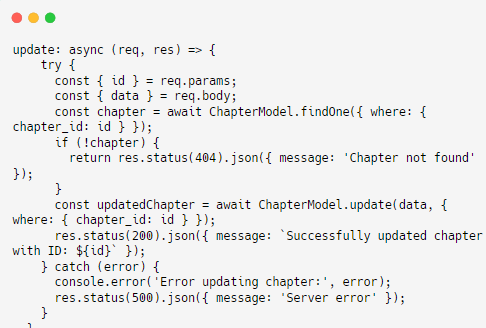 update: async (req, res) => {
    try {
      const { id } = req.params;
      const { data } = req.body;
      const chapter = await ChapterModel.findOne({ where: {
chapter_id: id } });
      if (!chapter) {
        return res.status(404).json({ message: 'Chapter not found'
});
      }
      const updatedChapter = await ChapterModel.update(data, {
where: { chapter_id: id } });
      res.status(200).json({ message: `Successfully updated chapter
with ID: ${id}` });
    } catch (error) {
      console.error('Error updating chapter:', error);
      res.status(500).json({ message: 'Server error' });
    }